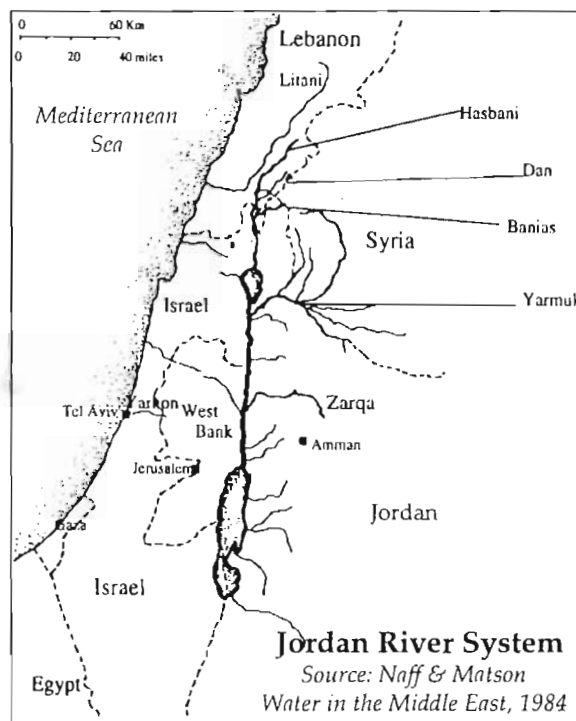 0 60 Km
0 20 40 miles
Lebanon
Litani
Mediterranean
Sea
Hasbani
Dan
Banias
Syria
Yarmuk
Israel
Yarkon
Tel Aviv
West
Bank
Zarqa
Amman
Jerusalem
Gaza
Jordan
Israel
Egypt
Jordan River System
Source: Naff & Matson
Water in the Middle East, 1984